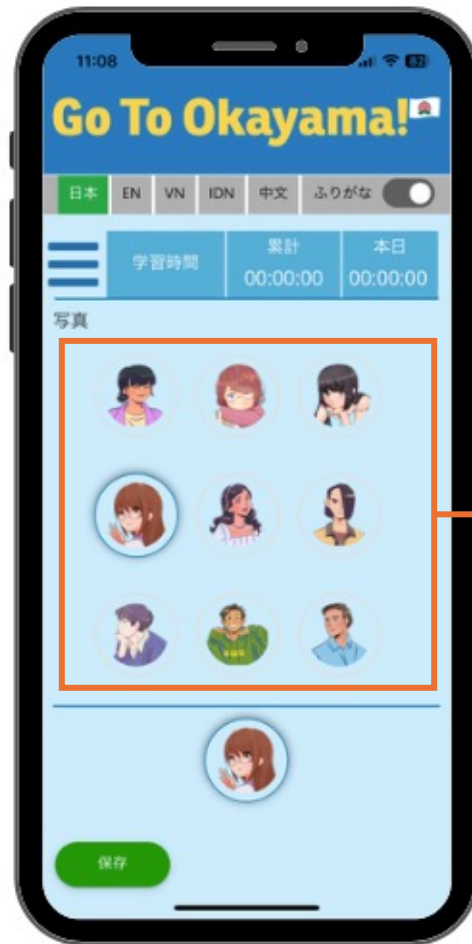 11:08 82
Go To Okayama!
日本 EN VN IDN 中文 ふりがな
学習時間 累計 本日
00:00:00 00:00:00
写真
保存